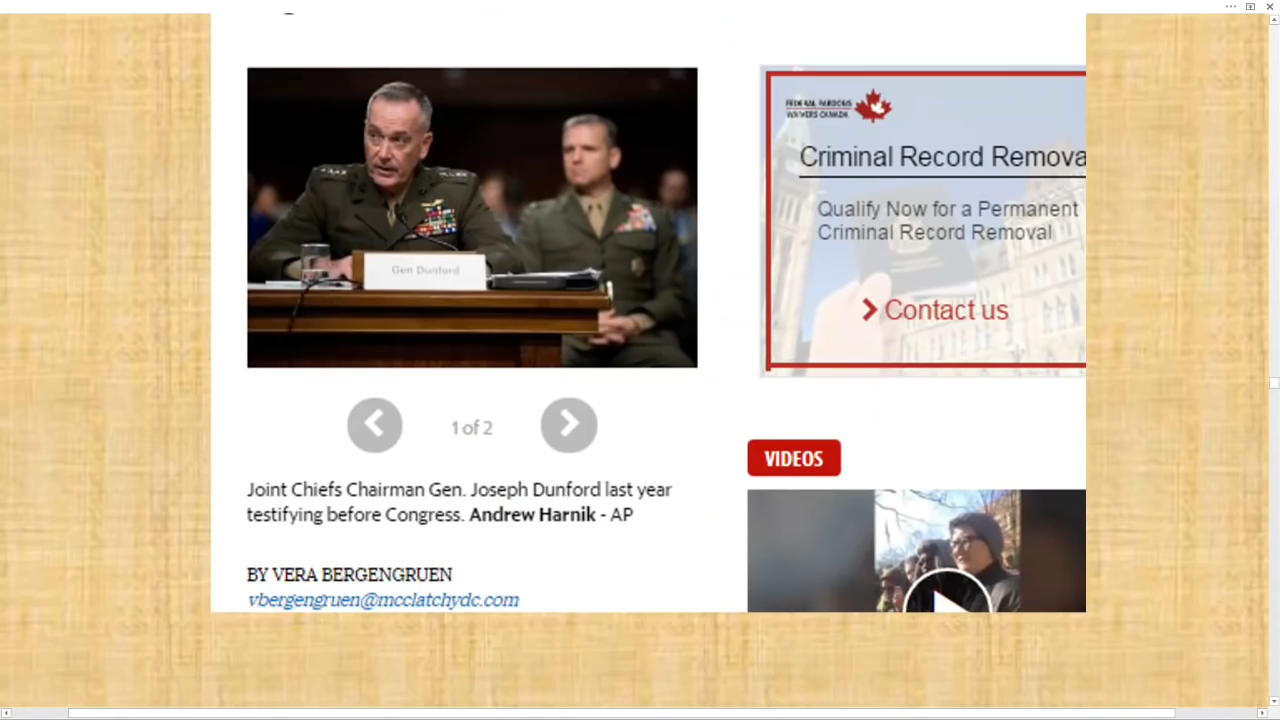 Gen Dunford
1 of 2
Joint Chiefs Chairman Gen. Joseph Dunford last year
testifying before Congress. Andrew Harnik - AP
BY VERA BERGENGRUEN
vbergengruen@mcclatchydc.com
FEDERAL PARDONS
WAIVERS CANADA
Criminal Record Remova
Qualify Now for a Permanent
Criminal Record Removal
Contact us
VIDEOS